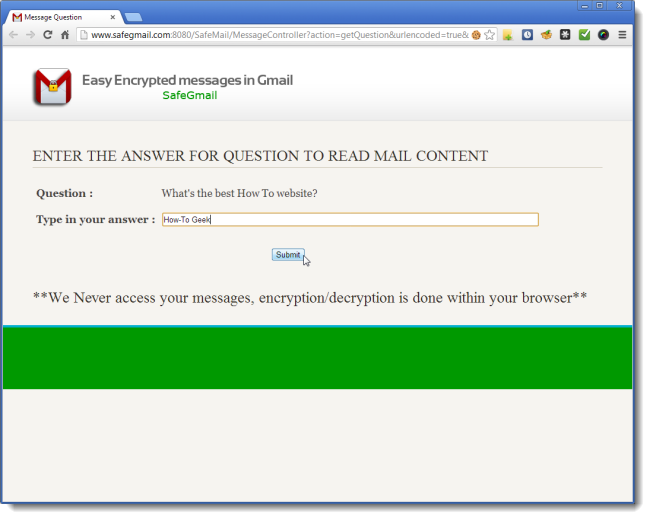 Message Question
www.safegmail.com:8080/SafeMail/MessageController?action=getQuestion&urlencoded=true&
Easy Encrypted messages in Gmail
SafeGmail
ENTER THE ANSWER FOR QUESTION TO READ MAIL CONTENT
Question : What's the best How To website?
Type in your answer : How-To Geek
Submit
**We Never access your messages, encryption/decryption is done within your browser**